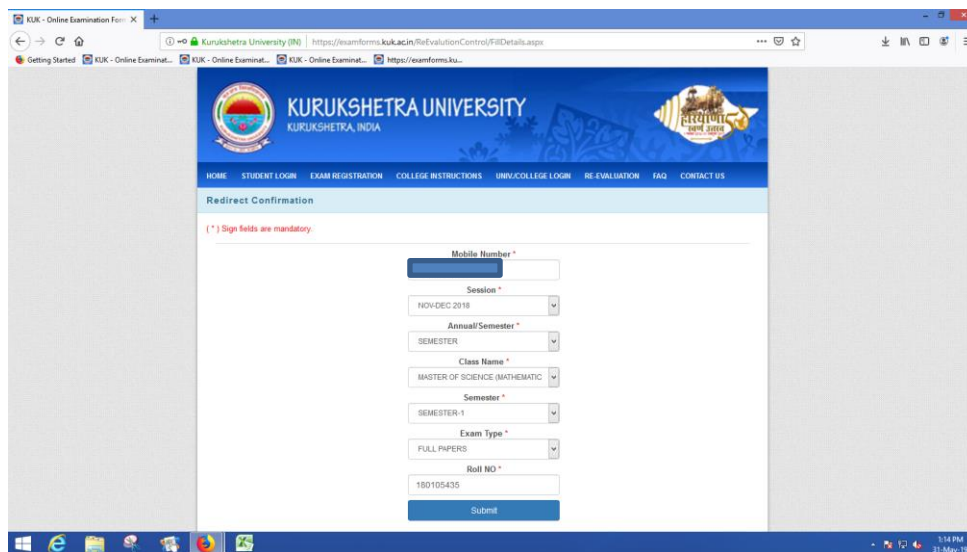 KUK - Online Examination Form
Kurukshetra University (IN) https://examforms.kuk.ac.in/ReEvalutionControl/FillDetails.aspx
Getting Started KUK - Online Examinat... KUK - Online Examinat... KUK - Online Examinat... https://examforms.ku...
KURUKSHETRA UNIVERSITY
KURUKSHETRA, INDIA
हरियाणा
स्वर्ण उत्सव
HOME STUDENT LOGIN EXAM REGISTRATION COLLEGE INSTRUCTIONS UNIV./COLLEGE LOGIN RE-EVALUATION FAQ CONTACT US
Redirect Confirmation
( * ) Sign fields are mandatory.
Mobile Number *
Session *
NOV-DEC 2018
Annual/Semester *
SEMESTER
Class Name *
MASTER OF SCIENCE (MATHEMATIC
Semester *
SEMESTER-1
Exam Type *
FULL PAPERS
Roll NO *
180105435
Submit
1:14 PM
31-May-19